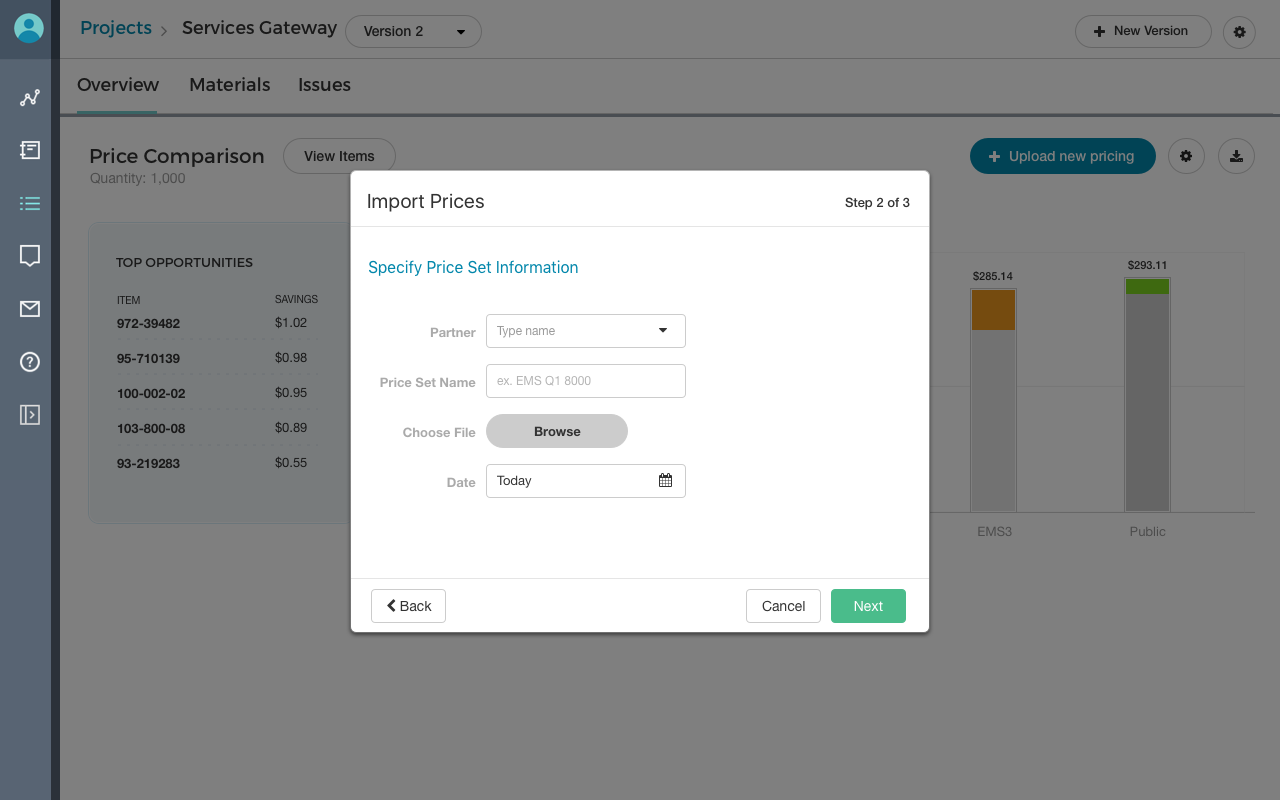 Projects > Services Gateway Version 2 + New Version
Overview Materials Issues
Price Comparison View Items + Upload new pricing
Quantity: 1,000
Import Prices Step 2 of 3
Specify Price Set Information
Partner Type name
Price Set Name ex. EMS Q1 8000
Choose File Browse
Date Today
Back Cancel Next
TOP OPPORTUNITIES
ITEM SAVINGS
972-39482 $1.02
95-710139 $0.98
100-002-02 $0.95
103-800-08 $0.89
93-219283 $0.55
$285.14 $293.11
EMS3 Public